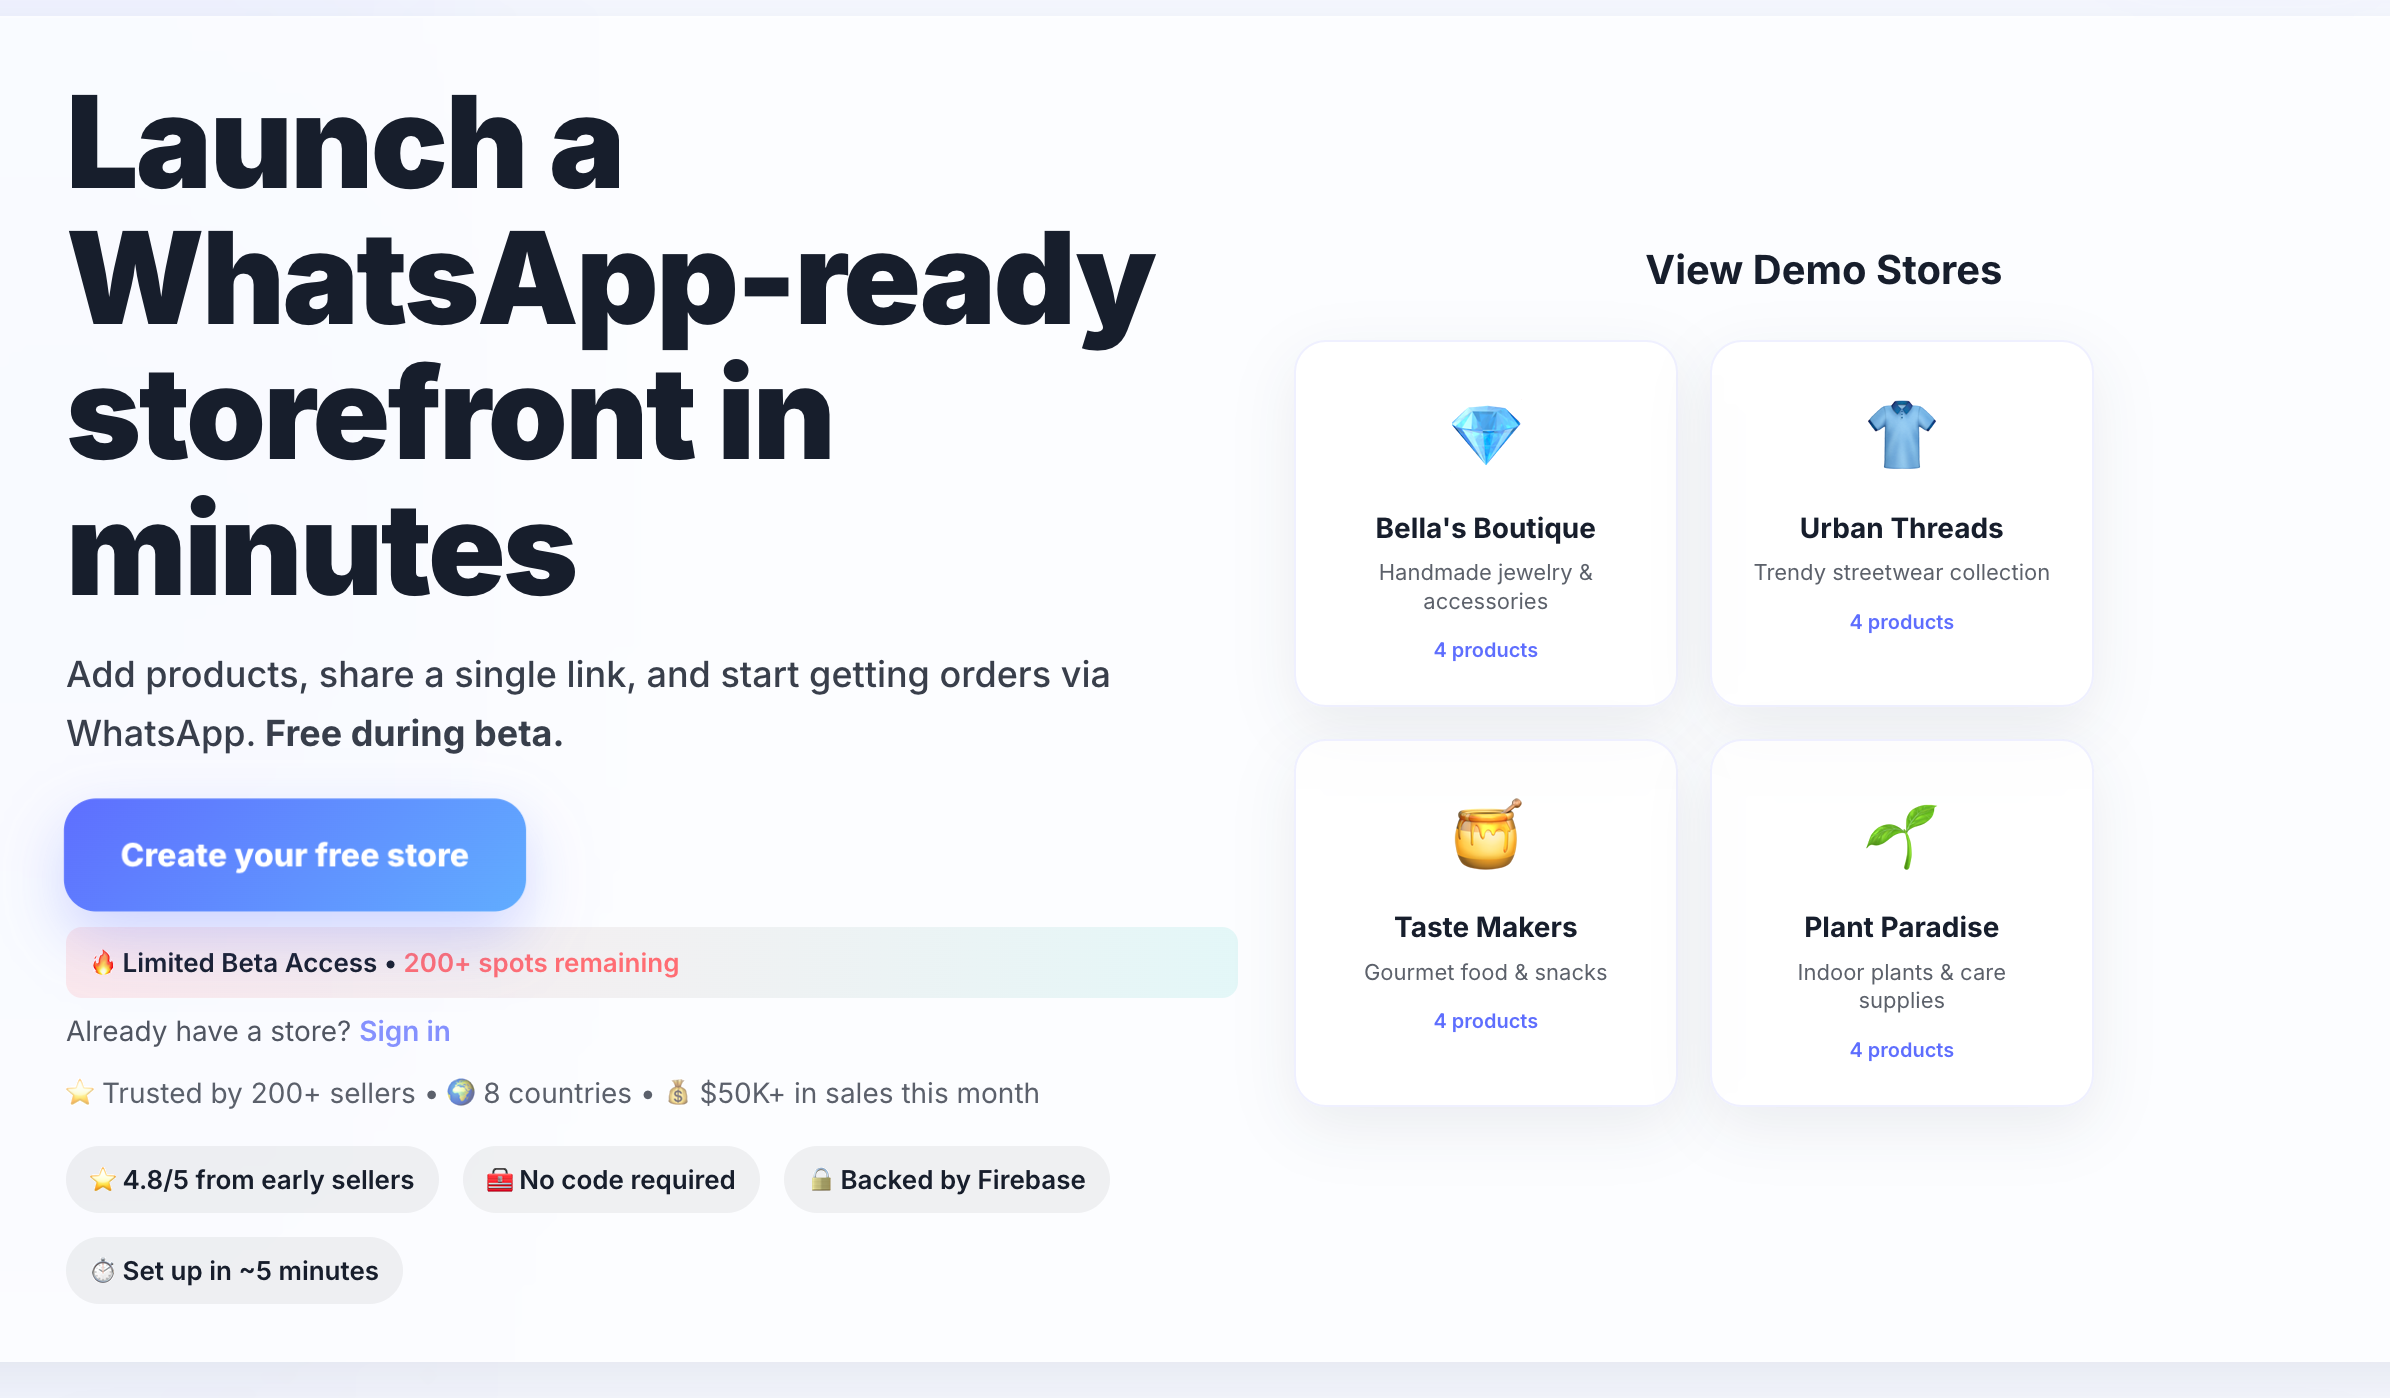 Launch a
WhatsApp-ready
storefront in
minutes
Add products, share a single link, and start getting orders via
WhatsApp. Free during beta.
Create your free store
🔥 Limited Beta Access • 200+ spots remaining
Already have a store? Sign in
⭐ Trusted by 200+ sellers • 🌍 8 countries • 💰 $50K+ in sales this month
⭐ 4.8/5 from early sellers
🧰 No code required
🔒 Backed by Firebase
⏱ Set up in ~5 minutes
View Demo Stores
Bella's Boutique
Handmade jewelry &
accessories
4 products
Urban Threads
Trendy streetwear collection
4 products
Taste Makers
Gourmet food & snacks
4 products
Plant Paradise
Indoor plants & care
supplies
4 products